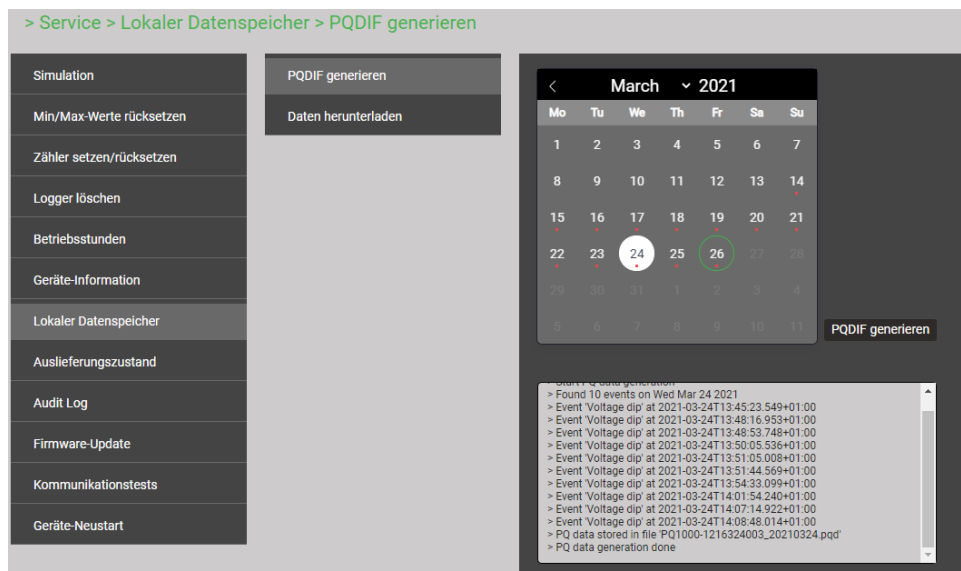 > Service > Lokaler Datenspeicher > PQDIF generieren
Simulation
Min/Max-Werte rücksetzen
Zähler setzen/rücksetzen
Logger löschen
Betriebsstunden
Geräte-Information
Lokaler Datenspeicher
Auslieferungszustand
Audit Log
Firmware-Update
Kommunikationstests
Geräte-Neustart
PQDIF generieren
Daten herunterladen
March 2021
Mo Tu We Th Fr Sa Su
1 2 3 4 5 6 7
8 9 10 11 12 13 14
15 16 17 18 19 20 21
22 23 24 25 26 27 28
29 30 31 1 2 3 4
5 6 7 8 9 10 11
PQDIF generieren
> Start PQ data generation
> Found 10 events on Wed Mar 24 2021
> Event 'Voltage dip' at 2021-03-24T13:45:23.549+01:00
> Event 'Voltage dip' at 2021-03-24T13:48:16.953+01:00
> Event 'Voltage dip' at 2021-03-24T13:48:53.748+01:00
> Event 'Voltage dip' at 2021-03-24T13:50:05.536+01:00
> Event 'Voltage dip' at 2021-03-24T13:51:05.008+01:00
> Event 'Voltage dip' at 2021-03-24T13:51:44.569+01:00
> Event 'Voltage dip' at 2021-03-24T13:54:33.099+01:00
> Event 'Voltage dip' at 2021-03-24T14:01:54.240+01:00
> Event 'Voltage dip' at 2021-03-24T14:07:14.922+01:00
> Event 'Voltage dip' at 2021-03-24T14:08:48.014+01:00
> PQ data stored in file 'PQ1000-1216324003_20210324.pqd'
> PQ data generation done